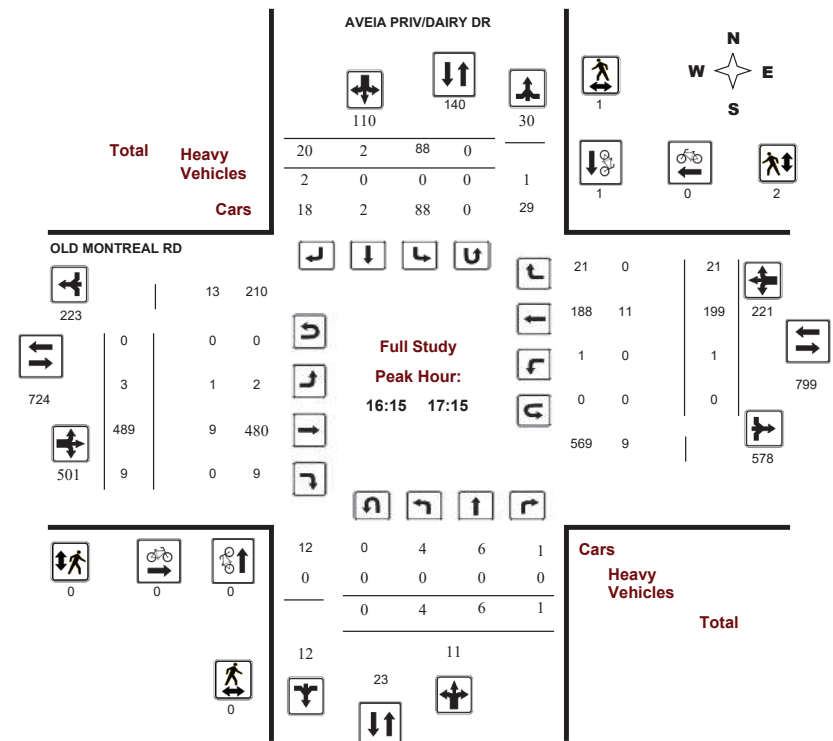 AVEIA PRIV/DAIRY DR
N
W E
S
110 140 30 1
Total Heavy Vehicles
20 2 88 0
2 0 0 0 1
Cars 18 2 88 0 29
1 0 2
OLD MONTREAL RD
223 13 210
21 0 21
188 11 199 221
0 0 0
Full Study
1 0 1
3 1 2
Peak Hour:
724 799
16:15 17:15
0 0 0
489 9 480
569 9 578
501 9 0 9
12 0 4 6 1
Cars
0 0 0 0 0
Heavy
Vehicles
0 0 0
0 4 6 1
Total
12 11
23
0